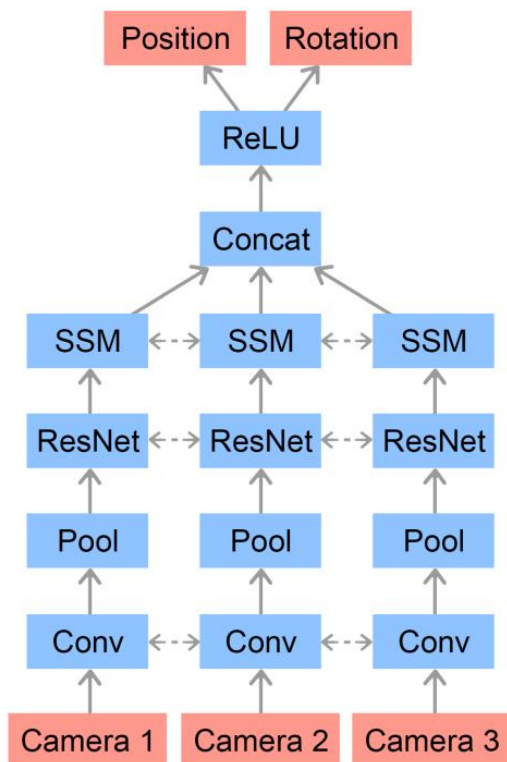 Position Rotation
ReLU
Concat
SSM SSM SSM
ResNet ResNet ResNet
Pool Pool Pool
Conv Conv Conv
Camera 1 Camera 2 Camera 3